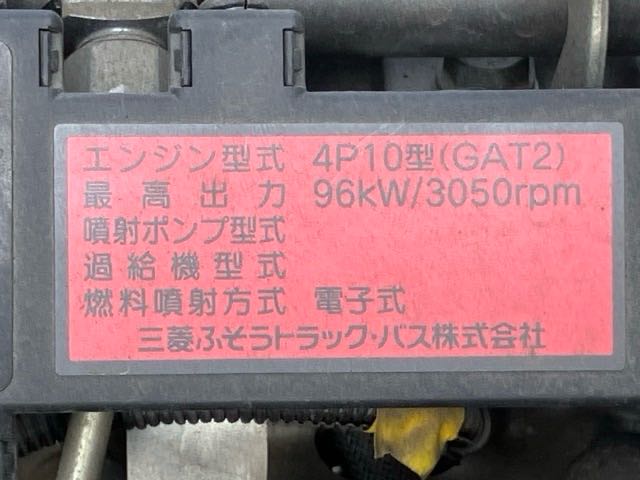 エンジン型式 4P10型(GAT2)
最高出力 96kW/3050rpm
噴射ポンプ型式
過給機型式
燃料噴射方式 電子式
三菱ふそうトラック・バス株式会社